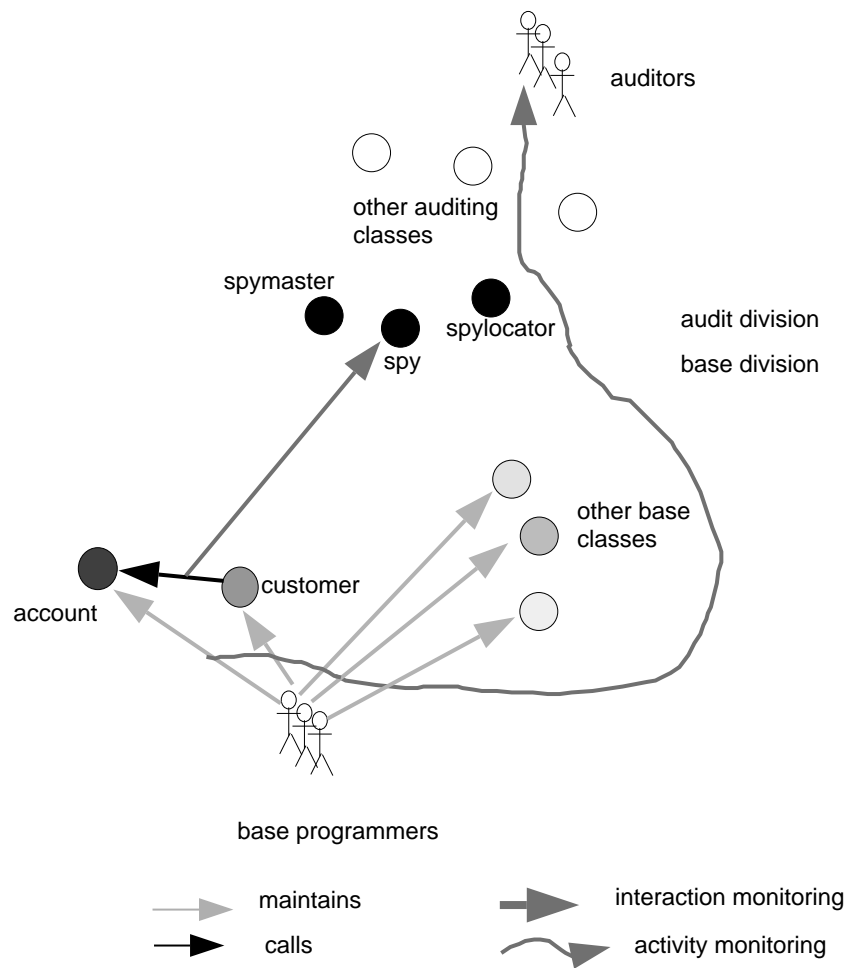 auditors
other auditing
classes
spymaster
spylocator
spy
audit division
base division
other base
classes
customer
account
base programmers
maintains
interaction monitoring
calls
activity monitoring